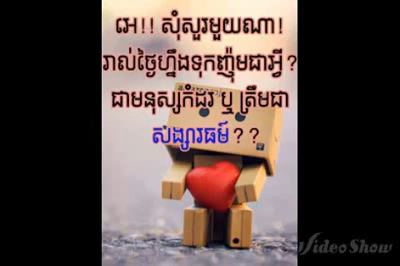 អេ!! សុំសួរមួយណា!
រាល់ថ្ងៃហ្នឹងទុកញ៉ុមជារអ្វី?
ជាមនុស្សកំដរ ឬ ត្រឹមជា
សង្សារធម៍??
VideoShow